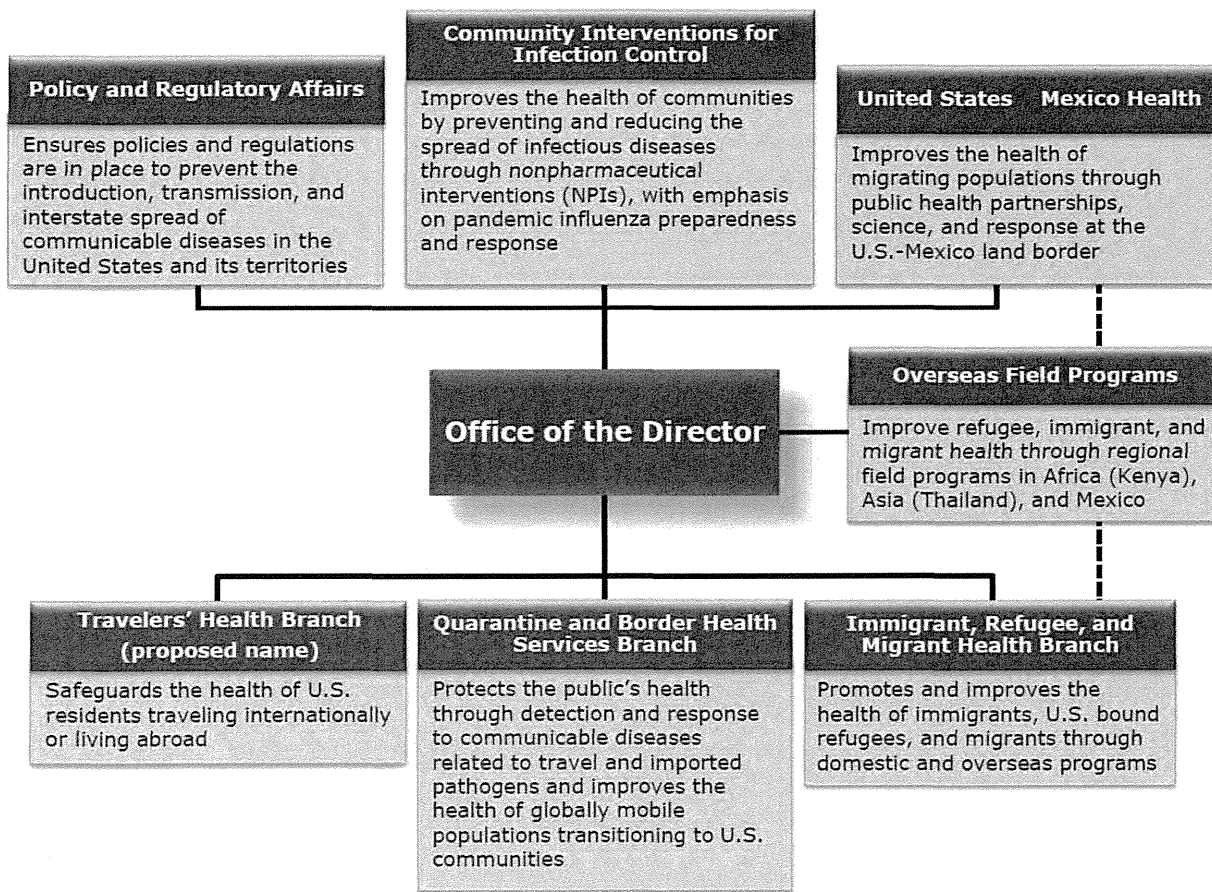 Policy and Regulatory Affairs
Ensures policies and regulations
are in place to prevent the
introduction, transmission, and
interstate spread of
communicable diseases in the
United States and its territories
Community Interventions for
Infection Control
Improves the health of communities
by preventing and reducing the
spread of infectious diseases
through nonpharmaceutical
interventions (NPIs), with emphasis
on pandemic influenza preparedness
and response
United States Mexico Health
Improves the health of
migrating populations through
public health partnerships,
science, and response at the
U.S.-Mexico land border
Office of the Director
Overseas Field Programs
Improve refugee, immigrant, and
migrant health through regional
field programs in Africa (Kenya),
Asia (Thailand), and Mexico
Travelers’ Health Branch
(proposed name)
Safeguards the health of U.S.
residents traveling internationally
or living abroad
Quarantine and Border Health
Services Branch
Protects the public’s health
through detection and response
to communicable diseases
related to travel and imported
pathogens and improves the
health of globally mobile
populations transitioning to U.S.
communities
Immigrant, Refugee, and
Migrant Health Branch
Promotes and improves the
health of immigrants, U.S. bound
refugees, and migrants through
domestic and overseas programs